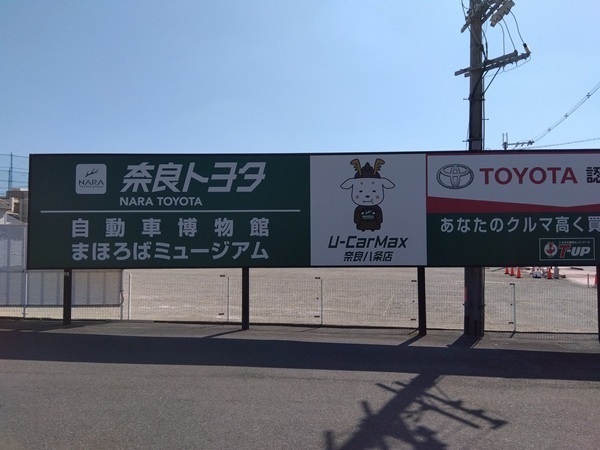 NARA
奈良トヨタ
NARA TOYOTA
自動車博物館
まほろばミュージアム
U-CarMax
奈良八条店
TOYOTA 認
あなたのクルマ高く買
T-UP